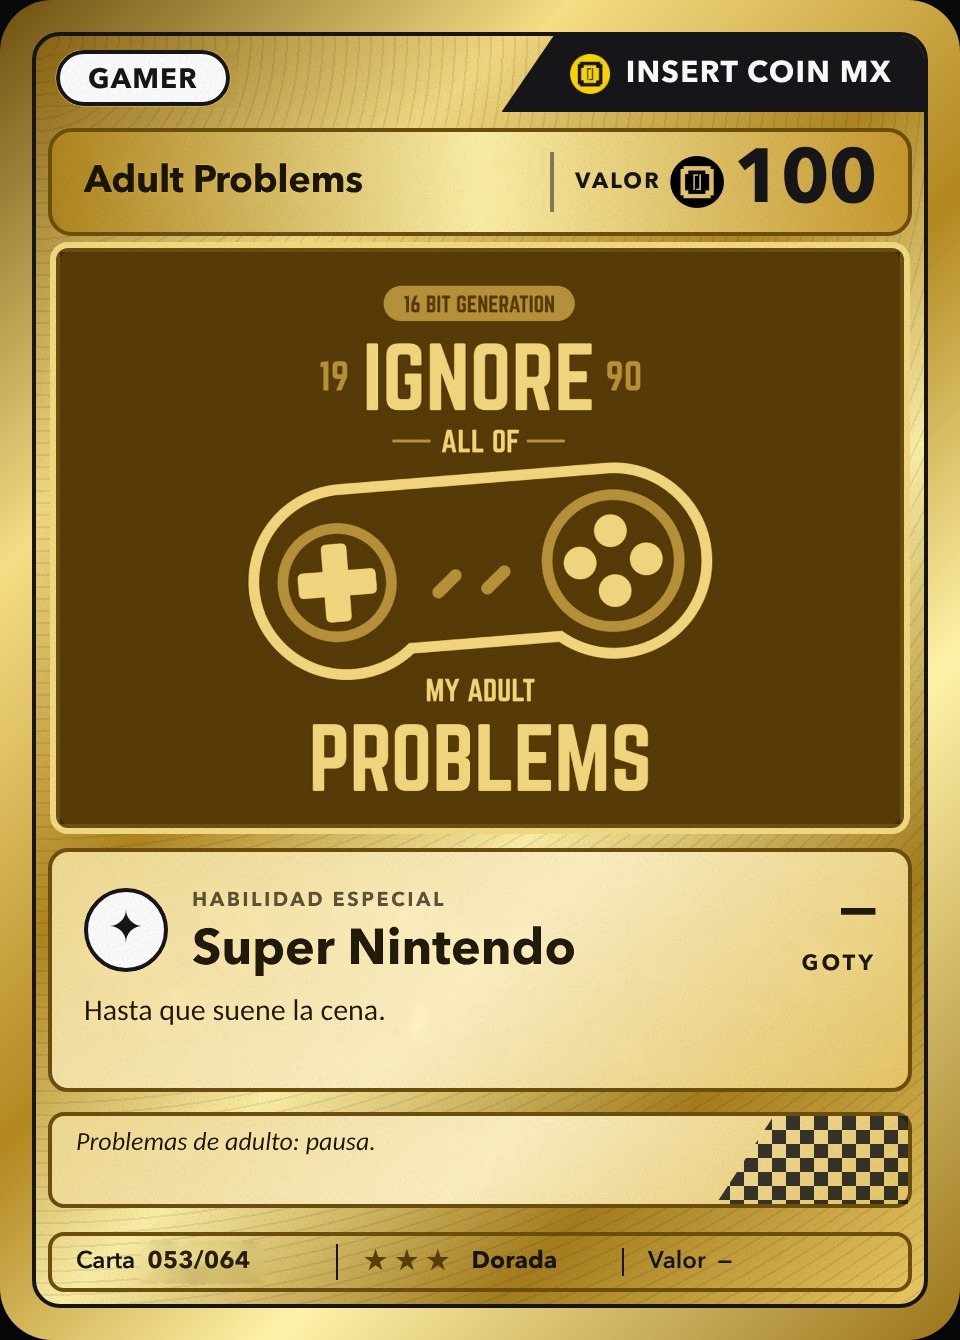 GAMER
INSERT COIN MX
Adult Problems
VALOR 100
16 BIT GENERATION
19 IGNORE 90
ALL OF
MY ADULT
PROBLEMS
HABILIDAD ESPECIAL
Super Nintendo
–
GOTY
Hasta que suene la cena.
Problemas de adulto: pausa.
Carta 053/064 ★★★ Dorada Valor –